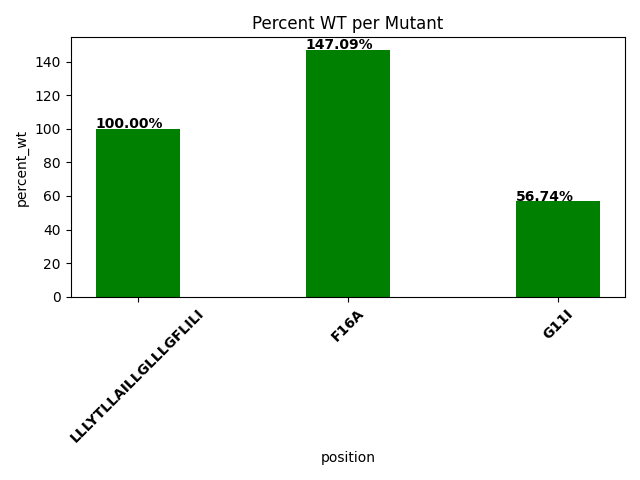 Percent WT per Mutant
percent_wt
140
120
100
80
60
40
20
0
100.00%
147.09%
56.74%
LLLYTLLAILLGLLLGFLILI
F16A
G11I
position